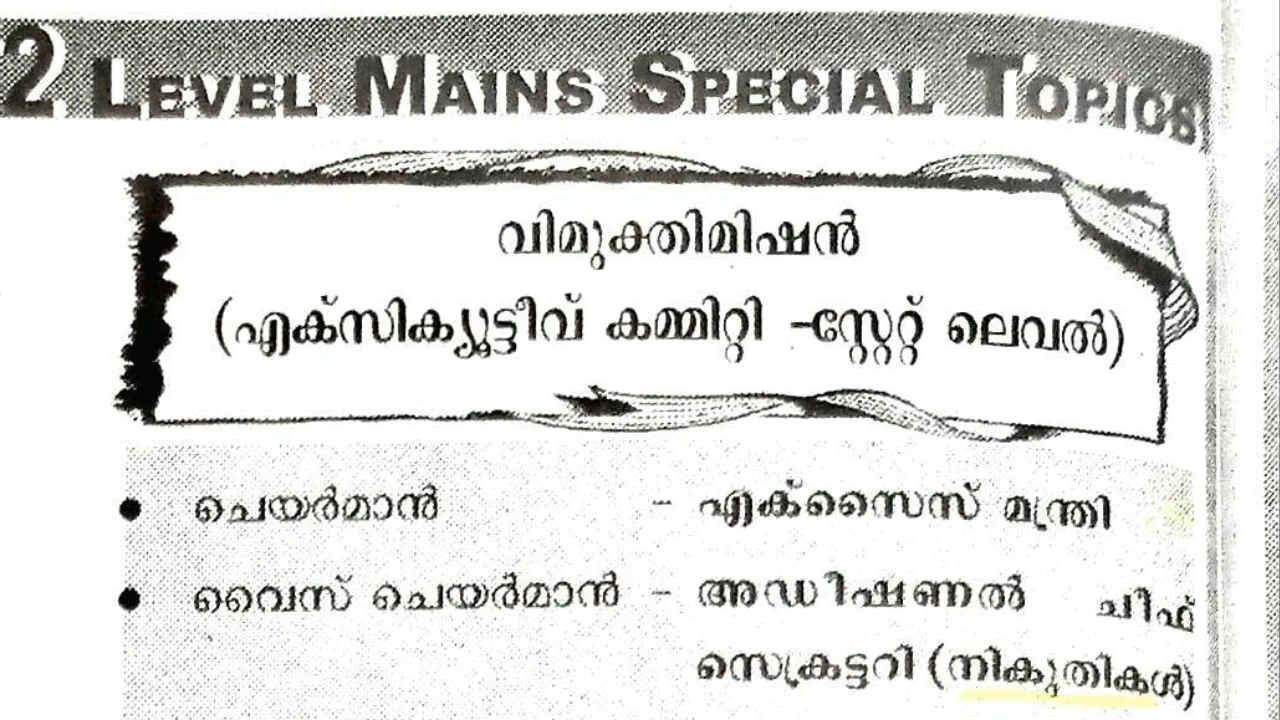 2 LEVEL MAINS SPECIAL TOPICS
വിമുക്തിമിഷൻ
(എക്സിക്യൂട്ടീവ് കമ്മിറ്റി -സ്റ്റേറ്റ് ലെവൽ)
• ചെയർമാൻ - എക്സൈസ് മന്ത്രി
• വൈസ് ചെയർമാൻ - അഡീഷണൽ ചീഫ്
സെക്രട്ടറി (നികുതികൾ)